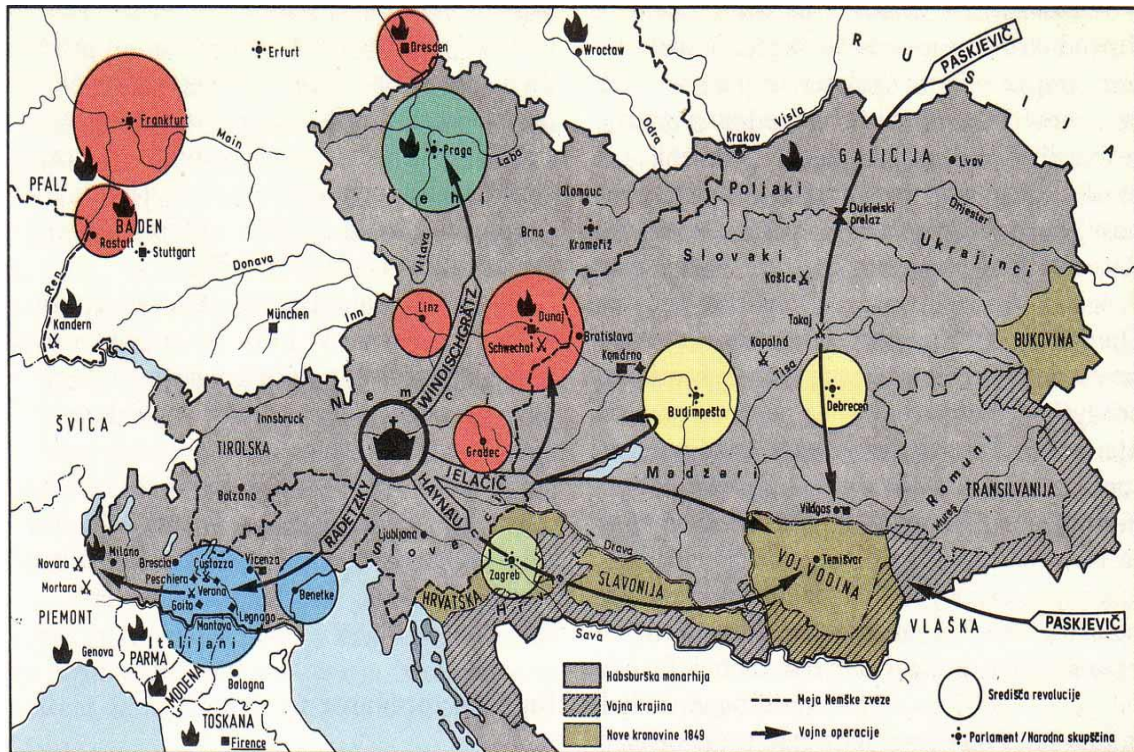 Erfurt
Dresden
Wrocław
R U S I J A
PASKJEVIČ
Frankfurt
Main
Praga
Laba
Čehi
Vltava
Odra
Visla
Krakov
GALICIJA
Lvov
Poljaki
Dukielski
prelaz
Dnjester
Ukrajinci
PFALZ
BADEN
Rastatt
Stuttgart
Ren
Kandern
Donava
München
Inn
Olomouc
Brno
Kromeřiž
Slovaki
Košice
BUKOVINA
Linz
Dunaj
Schwechat
Bratislava
Komárno
Tokaj
Kapolna
Tisa
WINDISCHGRÄTZ
Nemci
Budimpešta
Debrecen
ŠVICA
Innsbruck
TIROLSKA
Gradec
JELAČIĆ
HAYNAU
RADETZKY
Madžari
Romuni
TRANSILVANIJA
Bolzano
Ljubljana
Slovenci
Vilagos
Mureş
Novara
Mortara
Milano
Brescia
Custozza
Vicenza
Peschiera
Verona
Goito
Legnago
Mantova
Benetke
Zagreb
Drava
HRVAŠKA
SLAVONIJA
VOJVODINA
Temišvar
Sava
VLAŠKA
PASKJEVIČ
PIEMONT
Italijani
Genova
PARMA
MODENA
Bologna
TOSKANA
Firence
Habsburška monarhija
Vojna krajina
Nove kronovine 1849
Meja Nemške zveze
Vojne operacije
Središča revolucije
Parlament/Narodna skupščina